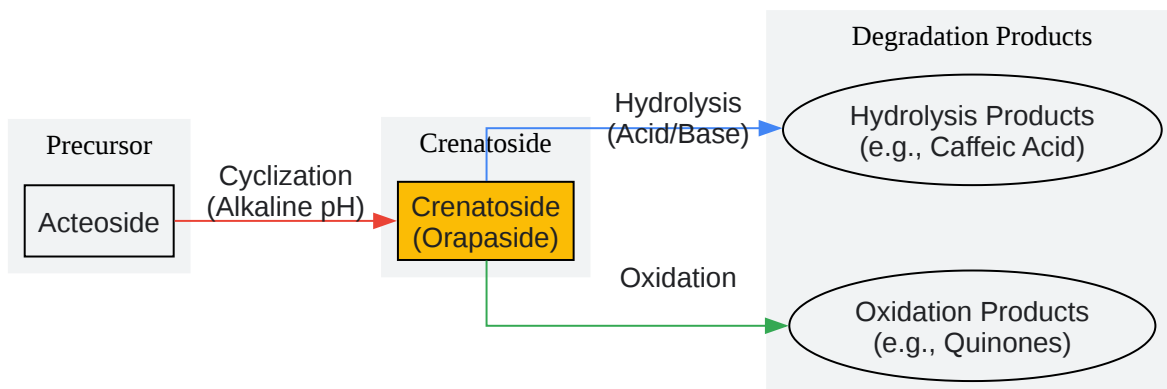 Precursor
Acteoside
Cyclization
(Alkaline pH)
Crenatoside
Crenatoside
(Orapaside)
Hydrolysis
(Acid/Base)
Oxidation
Degradation Products
Hydrolysis Products
(e.g., Caffeic Acid)
Oxidation Products
(e.g., Quinones)